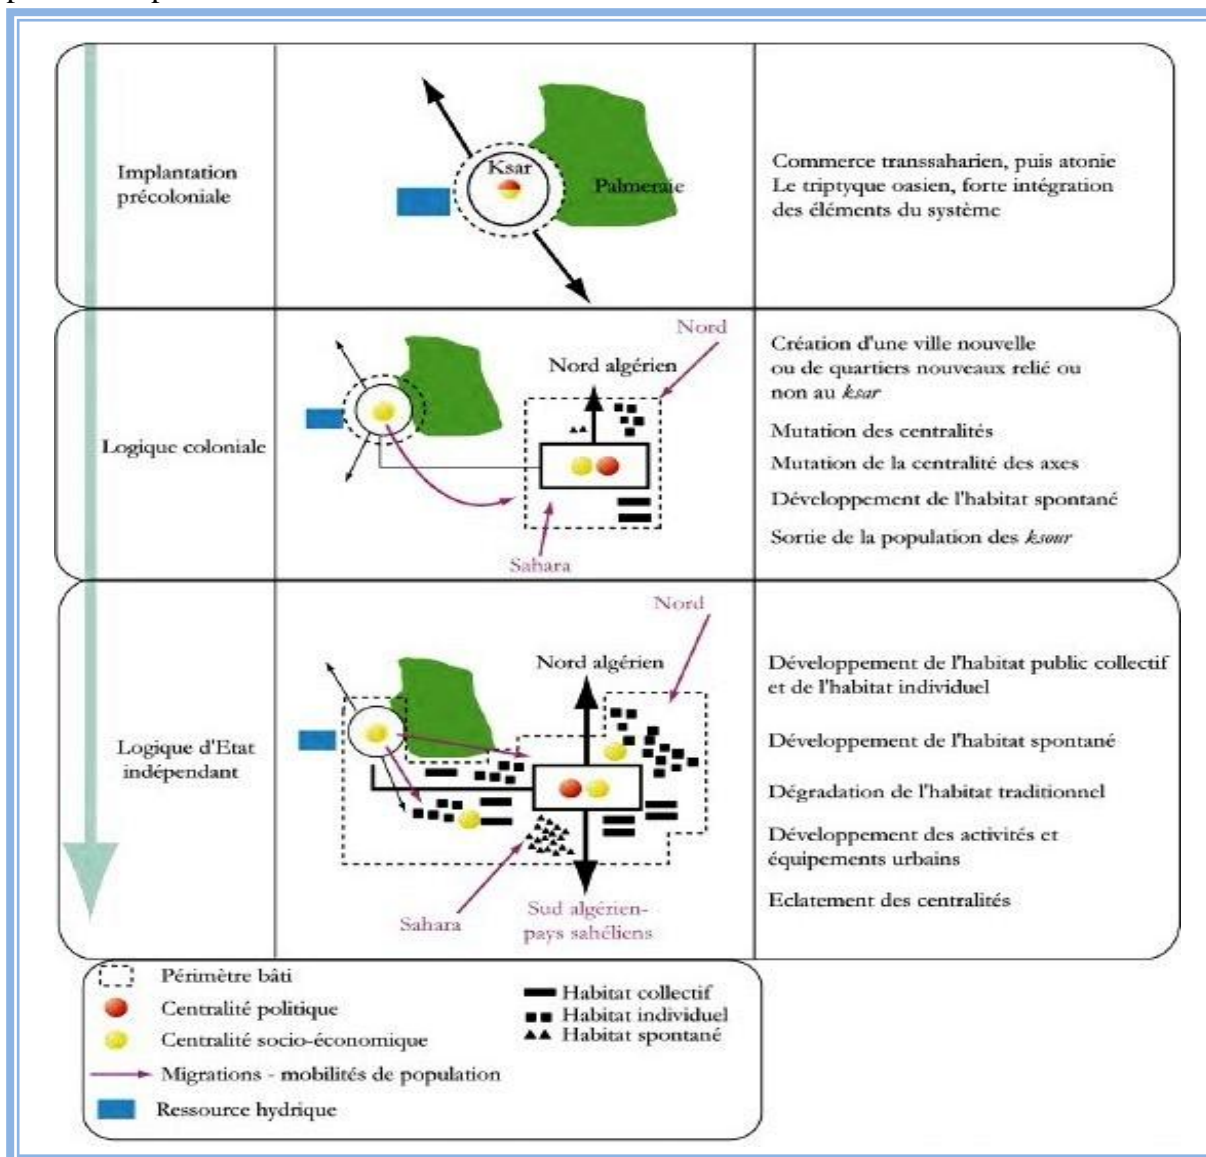 Implantation
précoloniale
Ksar
Palmeraie
Commerce transsaharien, puis atonie
Le triptyque oasien, forte intégration
des éléments du système
Logique coloniale
Nord
Nord algérien
Sahara
Création d'une ville nouvelle
ou de quartiers nouveaux relié ou
non au ksar
Mutation des centralités
Mutation de la centralité des axes
Développement de l'habitat spontané
Sortie de la population des ksour
Logique d'Etat
indépendant
Nord
Nord algérien
Sahara
Sud algérien-
pays sahéliens
Développement de l'habitat public collectif
et de l'habitat individuel
Développement de l'habitat spontané
Dégradation de l'habitat traditionnel
Développement des activités et
équipements urbains
Eclatement des centralités
Périmètre bâti
Centralité politique
Centralité socio-économique
Migrations - mobilités de population
Ressource hydrique
Habitat collectif
Habitat individuel
Habitat spontané